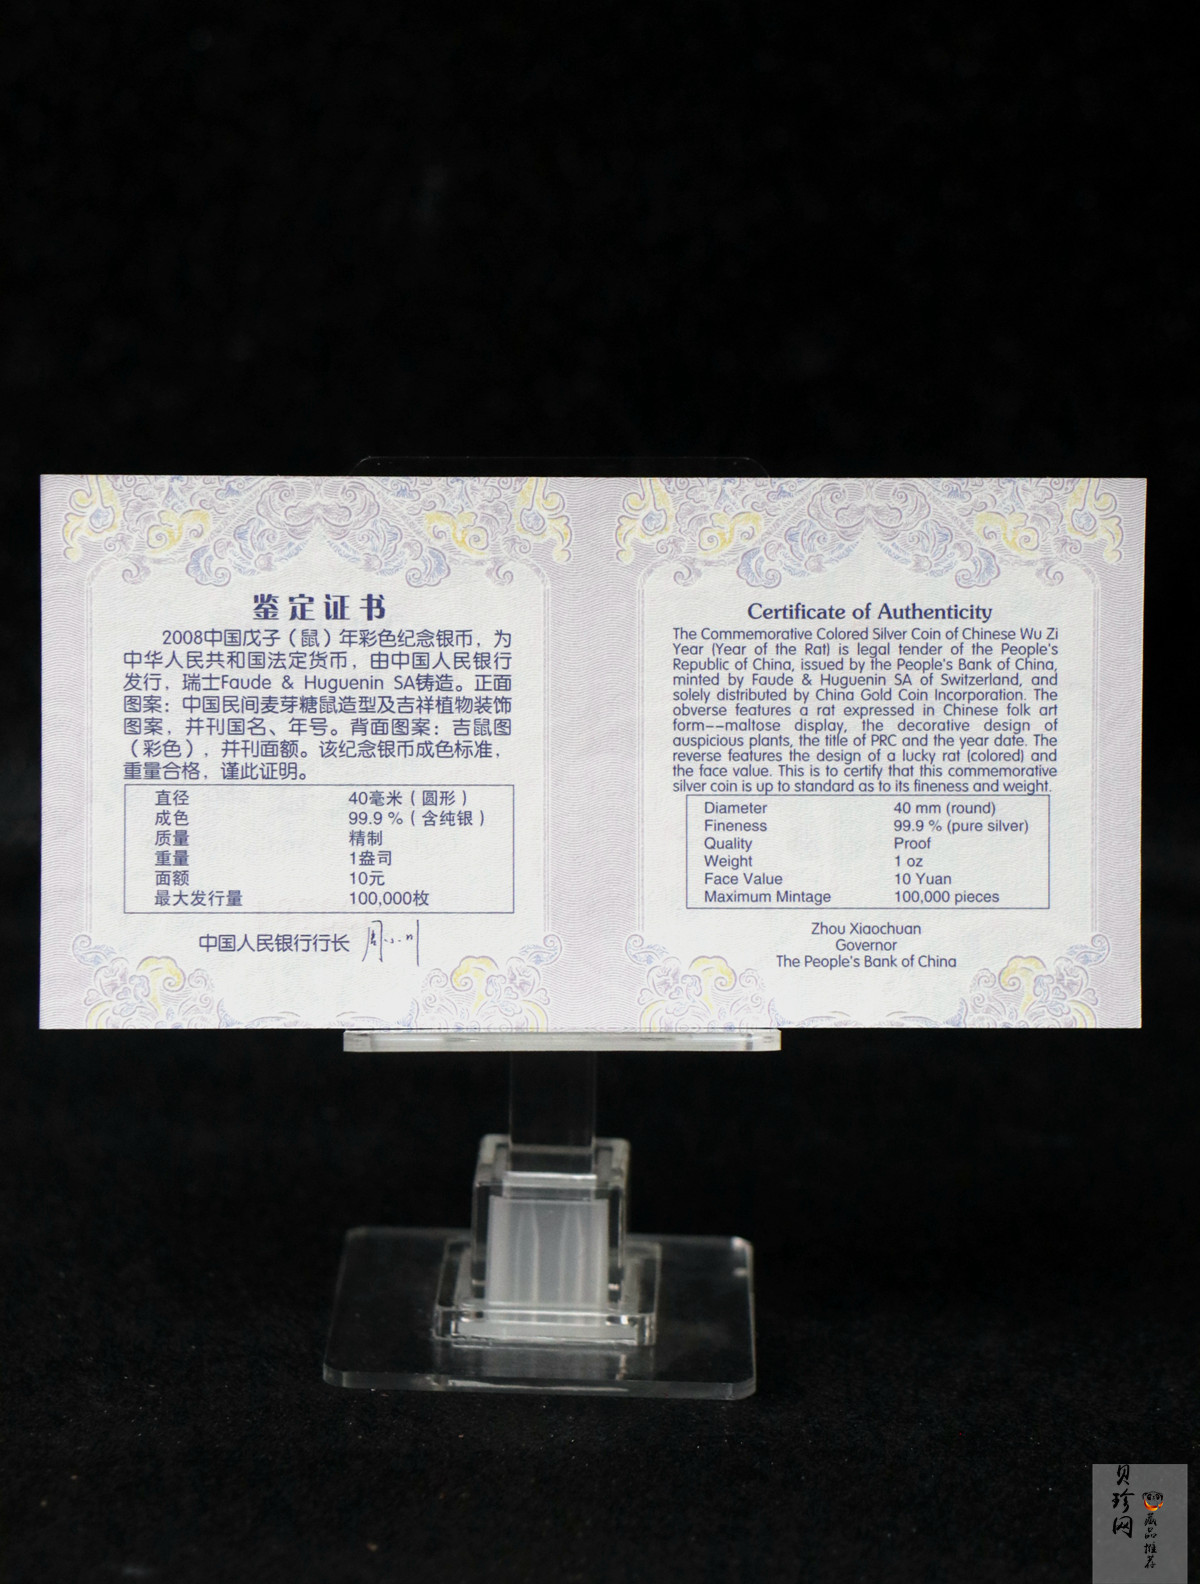 鉴定证书
2008中国戊子（鼠）年彩色纪念银币，为
中华人民共和国法定货币，由中国人民银行
发行，瑞士Faude & Huguenin SA铸造。正面
图案：中国民间麦芽糖鼠造型及吉祥植物装饰
图案，并刊国名、年号。背面图案：吉鼠图
（彩色），并刊面额。该纪念银币成色标准，
重量合格，谨此证明。
直径 40毫米（圆形）
成色 99.9 %（含纯银）
质量 精制
重量 1盎司
面额 10元
最大发行量 100,000枚
中国人民银行行长
Certificate of Authenticity
The Commemorative Colored Silver Coin of Chinese Wu Zi
Year (Year of the Rat) is legal tender of the People's
Republic of China, issued by the People's Bank of China,
minted by Faude & Huguenin SA of Switzerland, and
solely distributed by China Gold Coin Incorporation. The
obverse features a rat expressed in Chinese folk art
form--maltose display, the decorative design of
auspicious plants, the title of PRC and the year date. The
reverse features the design of a lucky rat (colored) and
the face value. This is to certify that this commemorative
silver coin is up to standard as to its fineness and weight.
Diameter 40 mm (round)
Fineness 99.9 % (pure silver)
Quality Proof
Weight 1 oz
Face Value 10 Yuan
Maximum Mintage 100,000 pieces
Zhou Xiaochuan
Governor
The People's Bank of China
贝珍网
藏品推荐